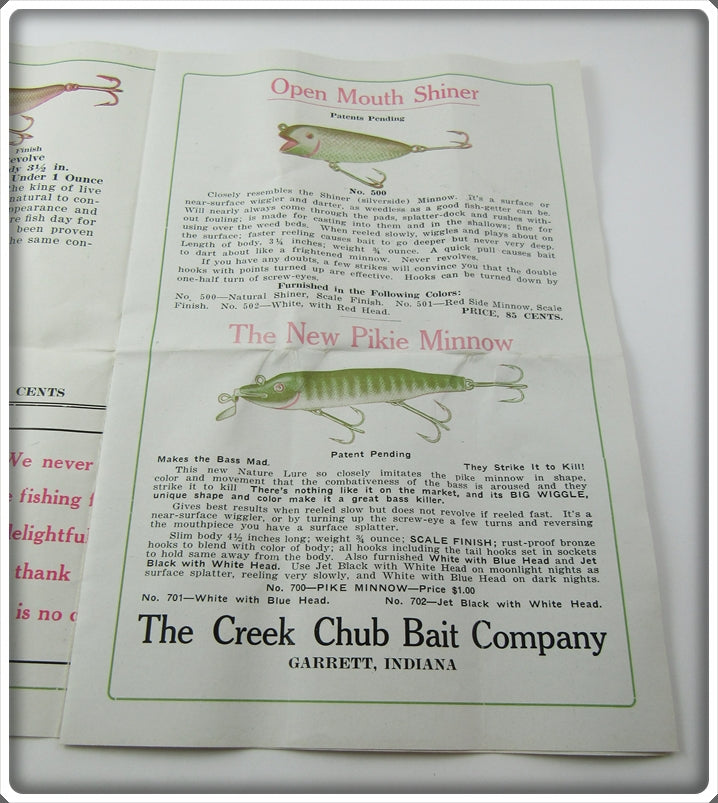 Finish
evolve
dy 3½ in.
Under 1 Ounce
the king of live
natural to con-
pearance and
re fish day for
been proven
he same con-
CENTS
We never
fishing
delightful
thank
is no
Open Mouth Shiner
Patents Pending
No. 500
Closely resembles the Shiner (silverside) Minnow. It's a surface or
near-surface wiggler and darter, as weedless as a good fish-getter can be.
Will nearly always come through the pads, splatter-dock and rushes with-
out fouling; is made for casting into them and in the shallows; fine for
using over the weed beds. When reeled slowly, wiggles and plays about on
the surface; faster reeling causes bait to go deeper but never very deep.
Length of body, 3¼ inches; weight ¾ ounce. A quick pull causes bait
to dart about like a frightened minnow. Never revolves.
If you have any doubts, a few strikes will convince you that the double
hooks with points turned up are effective. Hooks can be turned down by
one-half turn of screw-eyes.
Furnished in the Following Colors:
No. 500—Natural Shiner, Scale Finish. No. 501—Red Side Minnow, Scale
Finish. No. 502—White, with Red Head. PRICE, 85 CENTS.
The New Pikie Minnow
Patent Pending
Makes the Bass Mad. They Strike It to Kill!
This new Nature Lure so closely imitates the pike minnow in shape,
color and movement that the combativeness of the bass is aroused and they
strike it to kill There's nothing like it on the market, and its BIG WIGGLE,
unique shape and color make it a great bass killer.
Gives best results when reeled slow but does not revolve if reeled fast. It's a
near-surface wiggler, or by turning up the screw-eye a few turns and reversing
the mouthpiece you have a surface splatter.
Slim body 4½ inches long; weight ¾ ounce; SCALE FINISH; rust-proof bronze
hooks to blend with color of body; all hooks including the tail hooks set in sockets
to hold same away from the body. Also furnished White with Blue Head and Jet
Black with White Head. Use Jet Black with White Head on moonlight nights as
surface splatter, reeling very slowly, and White with Blue Head on dark nights.
No. 700—PIKE MINNOW—Price $1.00
No. 701—White with Blue Head. No. 702—Jet Black with White Head.
The Creek Chub Bait Company
GARRETT, INDIANA